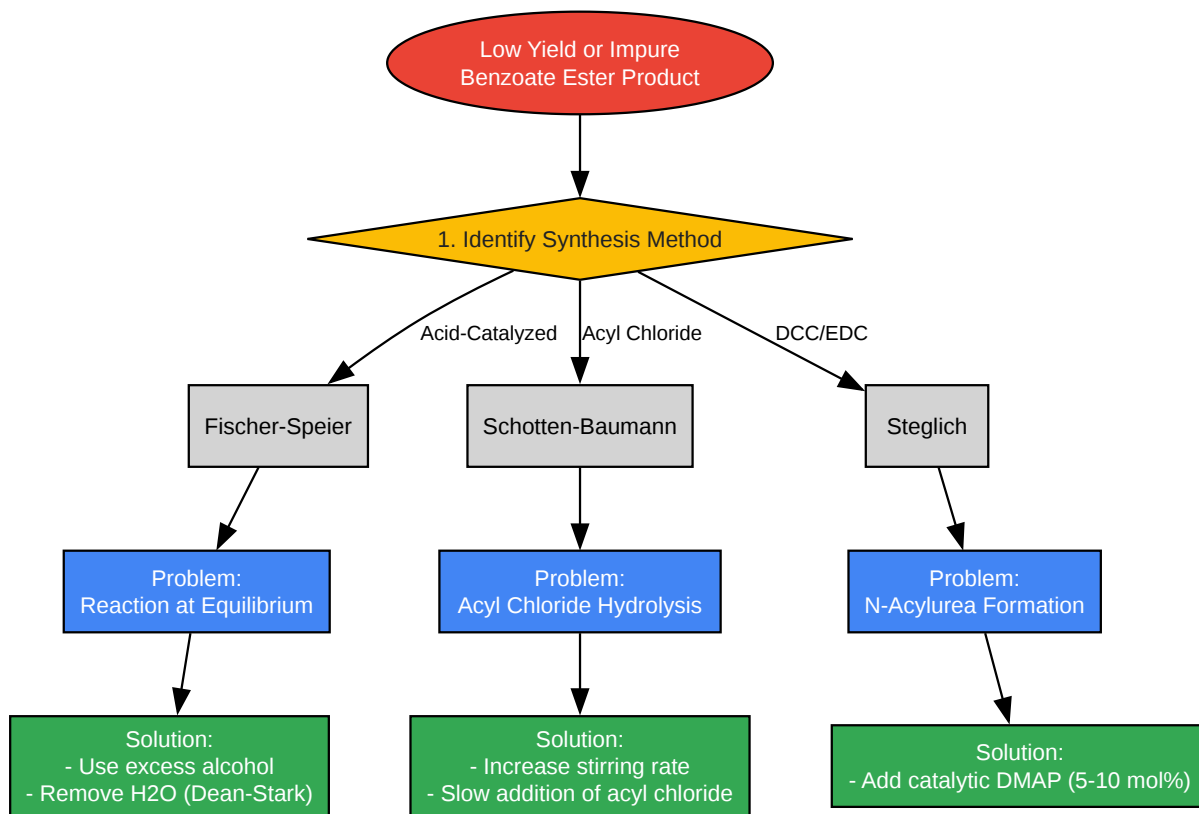 Low Yield or Impure
Benzoate Ester Product
1. Identify Synthesis Method
Acid-Catalyzed
Acyl Chloride
DCC/EDC
Fischer-Speier
Schotten-Baumann
Steglich
Problem:
Reaction at Equilibrium
Problem:
Acyl Chloride Hydrolysis
Problem:
N-Acylurea Formation
Solution:
- Use excess alcohol
- Remove H2O (Dean-Stark)
Solution:
- Increase stirring rate
- Slow addition of acyl chloride
Solution:
- Add catalytic DMAP (5-10 mol%)